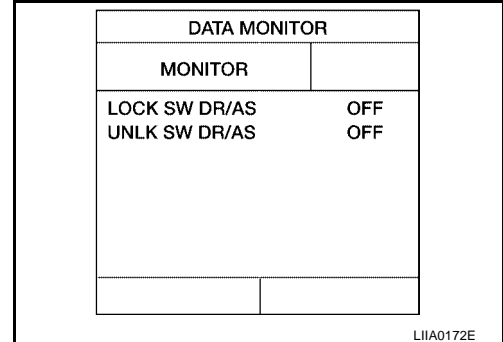 DATA MONITOR
MONITOR
LOCK SW DR/AS OFF
UNLK SW DR/AS OFF
LIIA0172E